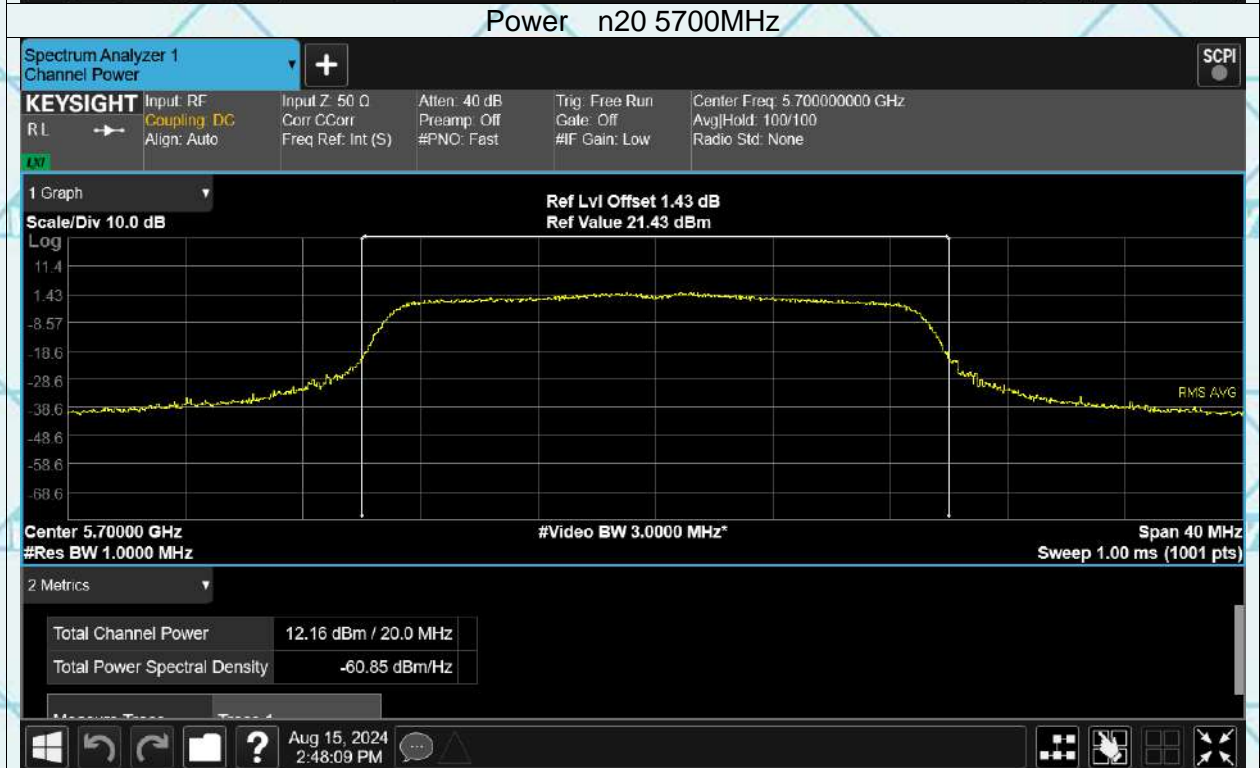 Power n20 5700MHz
Spectrum Analyzer 1
Channel Power
+
SCPI
KEYSIGHT
RL
LXI
Input: RF
Coupling: DC
Align: Auto
Input Z: 50 Ω
Corr CCorr
Freq Ref: Int (S)
Atten: 40 dB
Preamp: Off
#PNO: Fast
Trig: Free Run
Gate: Off
#IF Gain: Low
Center Freq: 5.700000000 GHz
Avg|Hold: 100/100
Radio Std: None
1 Graph
Scale/Div 10.0 dB
Ref Lvl Offset 1.43 dB
Ref Value 21.43 dBm
Log
11.4
1.43
-8.57
-18.6
-28.6
-38.6
-48.6
-58.6
-68.6
RMS AVG
Center 5.70000 GHz
#Res BW 1.0000 MHz
#Video BW 3.0000 MHz*
Span 40 MHz
Sweep 1.00 ms (1001 pts)
2 Metrics
Total Channel Power 12.16 dBm / 20.0 MHz
Total Power Spectral Density -60.85 dBm/Hz
?
Aug 15, 2024
2:48:09 PM